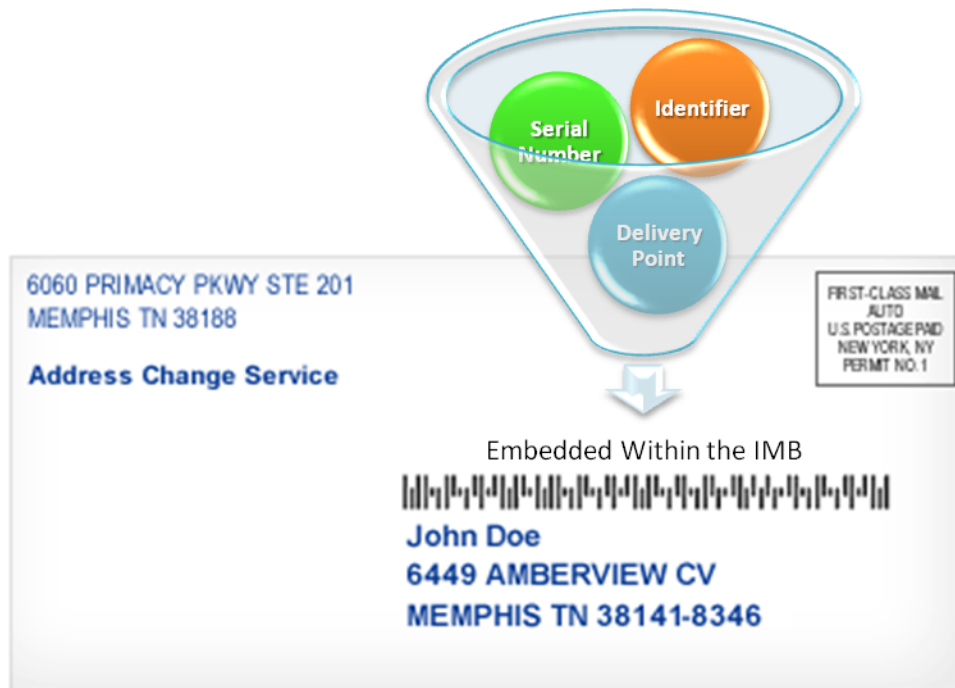 Identifier
Serial
Number
Delivery
Point
6060 PRIMACY PKWY STE 201
MEMPHIS TN 38188
Address Change Service
FIRST-CLASS MAIL
AUTO
U.S. POSTAGE PAID
NEW YORK, NY
PERMIT NO. 1
Embedded Within the IMB
John Doe
6449 AMBERVIEW CV
MEMPHIS TN 38141-8346